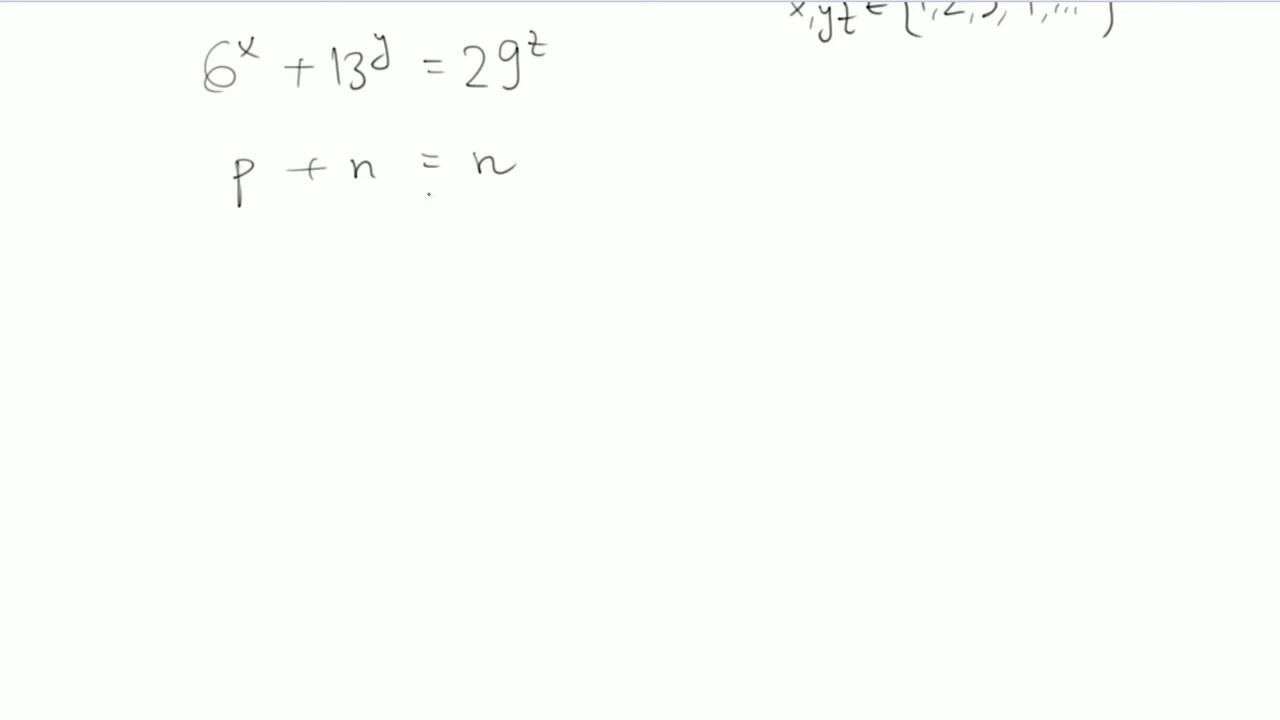 x, y, z ∈ {1, 2, 3, 4, ... }
6^x + 13^y = 29^z
p + n = n